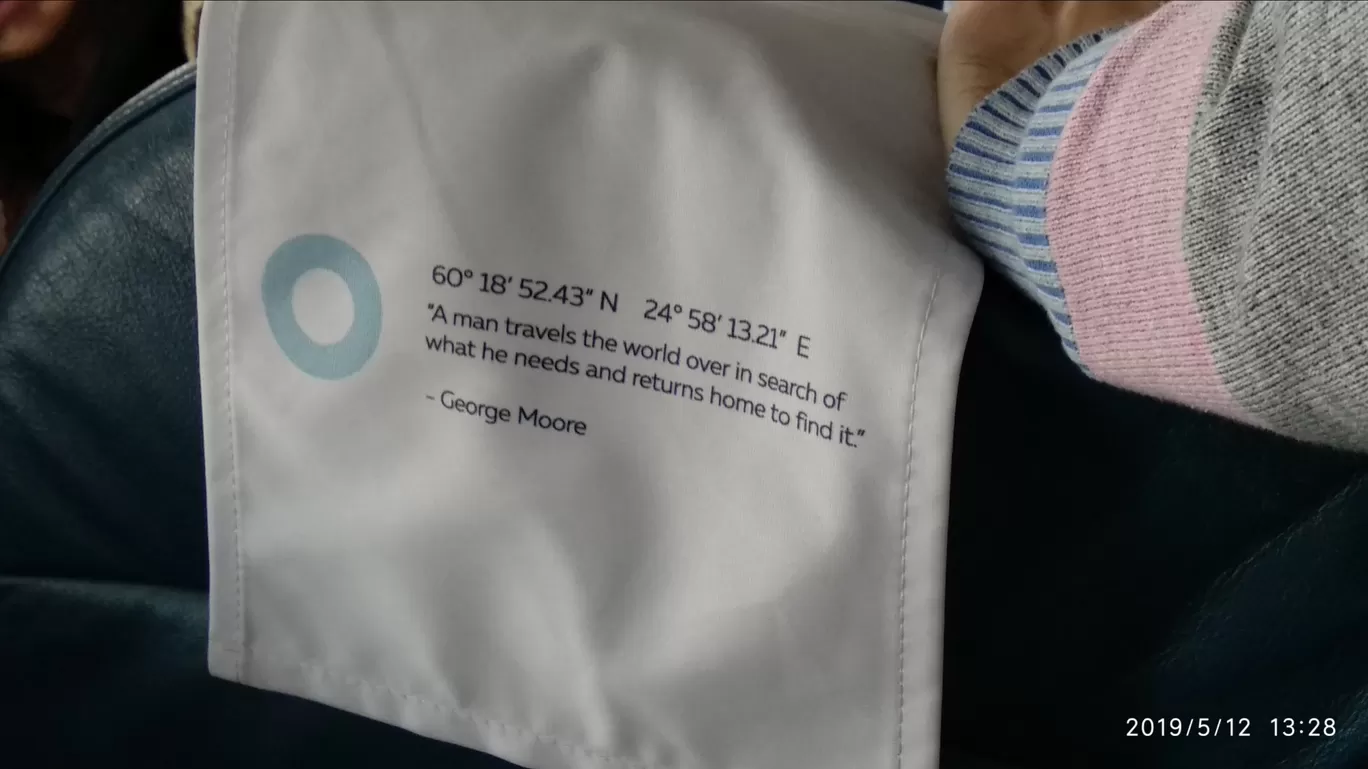 60° 18′ 52.43″ N 24° 58′ 13.21″ E
“A man travels the world over in search of
what he needs and returns home to find it.”
– George Moore
2019/5/12 13:28